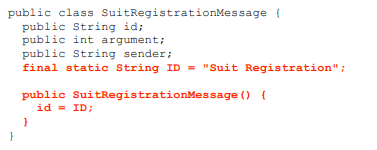 public class SuitRegistrationMessage {
public String id;
public int argument;
public String sender;
final static String ID = "Suit Registration";
public SuitRegistrationMessage() {
id = ID;
}
}